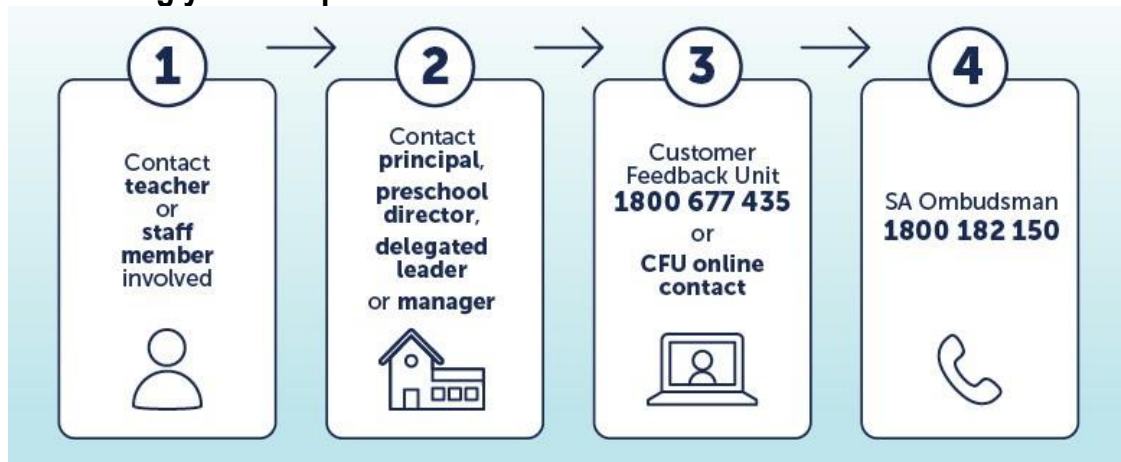 1
Contact
teacher
or
staff
member
involved
2
Contact
principal,
preschool
director,
delegated
leader
or manager
3
Customer
Feedback Unit
1800 677 435
or
CFU online
contact
4
SA Ombudsman
1800 182 150